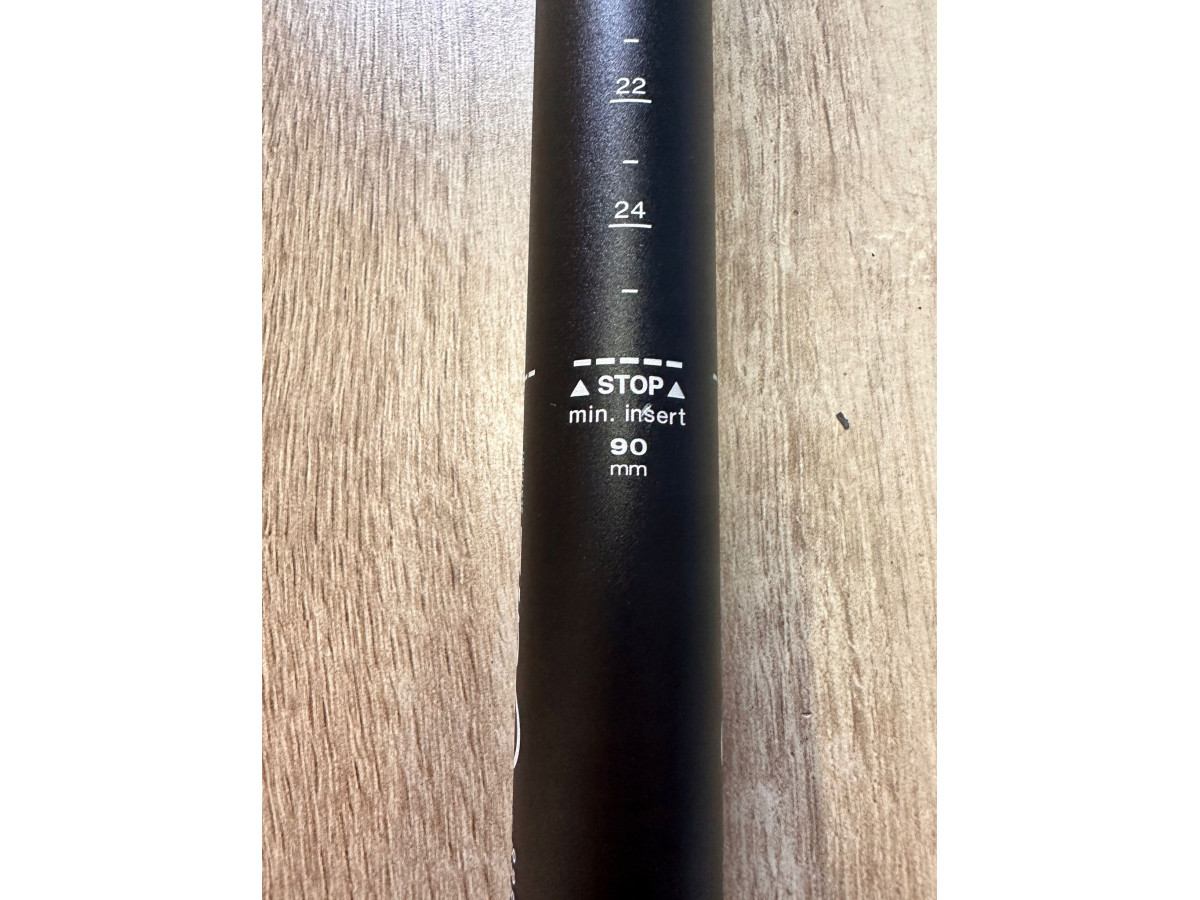 22
24
▲ STOP ▲
min. insert
90
mm